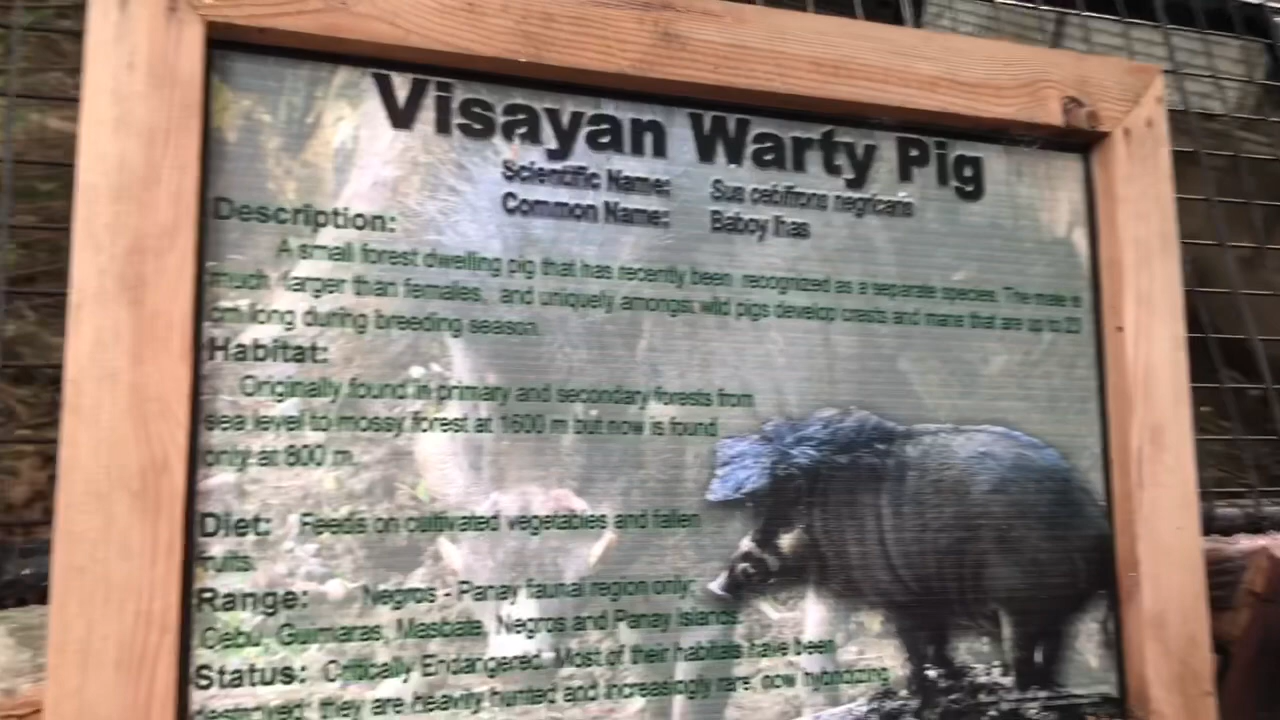 Visayan Warty Pig
Scientific Name: Sus cebifrons negricans
Common Name: Baboy Ihas
Description:
A small forest dwelling pig that has recently been recognized as a separate species. The male is
much larger than females, and uniquely amongst wild pigs develop crests and mane that are up to 20
cm long during breeding season.
Habitat:
Originally found in primary and secondary forests from
sea level to mossy forest at 1600 m but now is found
only at 800 m.
Diet: Feeds on cultivated vegetables and fallen
fruits.
Range: Negros - Panay faunal region only;
Cebu, Guimaras, Masbate, Negros and Panay islands
Status: Critically Endangered. Most of their habitats have been
destroyed; they are heavily hunted and increasingly rare; now hybridizing